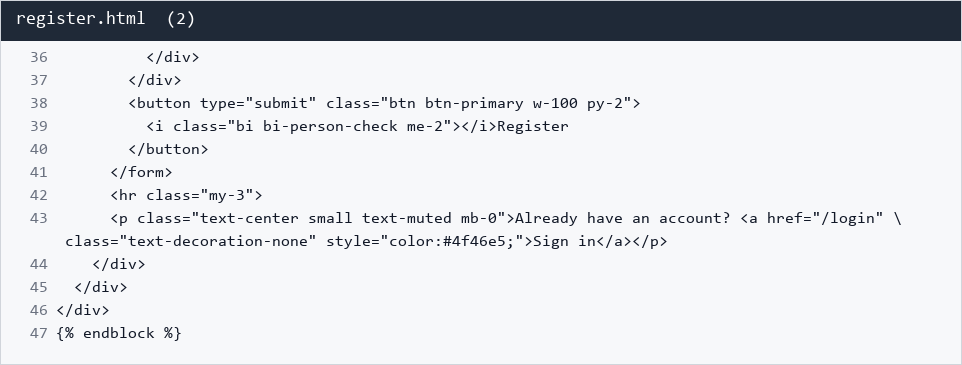 register.html  (2)
36           </div>
37         </div>
38         <button type="submit" class="btn btn-primary w-100 py-2">
39           <i class="bi bi-person-check me-2"></i>Register
40         </button>
41       </form>
42       <hr class="my-3">
43       <p class="text-center small text-muted mb-0">Already have an account? <a href="/login" \
    class="text-decoration-none" style="color:#4f46e5;">Sign in</a></p>
44     </div>
45   </div>
46 </div>
47 {% endblock %}